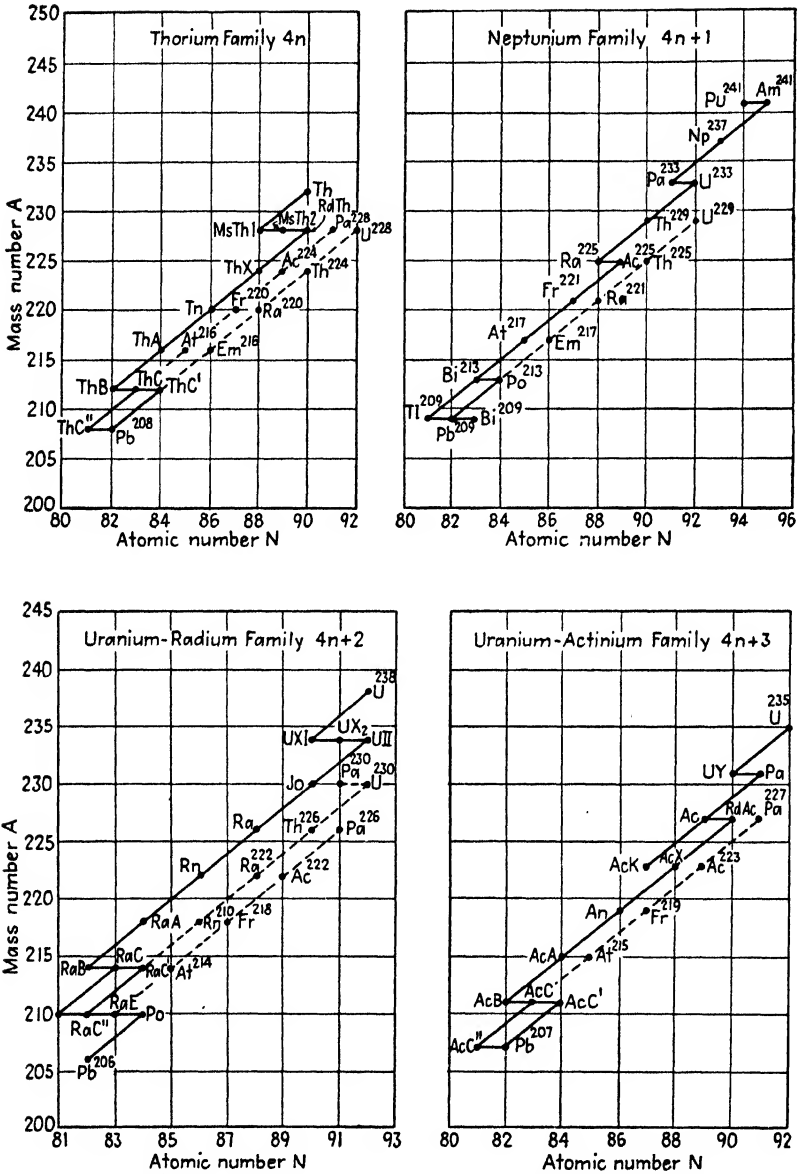 Thorium Family 4n
250
245
240
235
230
225
220
215
210
205
200
Mass number A
Th
RdTh
MsTh1
MsTh2
Pa228
U228
ThX
Ac224
Th224
Tn
Fr220
Ra220
ThA
At216
Em216
ThB
ThC
ThC'
ThC"
Pb208
80 82 84 86 88 90 92
Atomic number N
Neptunium Family 4n+1
Pu241
Am241
Np237
Pa233
U233
Th229
U229
Ra225
Ac225
Th225
Fr221
Ra221
At217
Em217
Bi213
Po213
Tl209
Pb209
Bi209
80 82 84 86 88 90 92 94 96
Atomic number N
Uranium-Radium Family 4n+2
245
240
235
230
225
220
215
210
205
200
Mass number A
U238
UX1
UX2
UII
Jo
Pa230
U230
Ra
Th226
Pa226
Rn
Ra222
Ac222
RaA
Rn210
Fr218
RaB
RaC
RaC'
At214
RaC"
RaE
Po
Pb206
81 83 85 87 89 91 93
Atomic number N
Uranium-Actinium Family 4n+3
U235
UY
Pa
Ac
RdAc
Pa227
AcK
AcX
Ac223
An
Fr219
AcA
At215
AcB
AcC
AcC'
AcC"
Pb207
80 82 84 86 88 90 92
Atomic number N